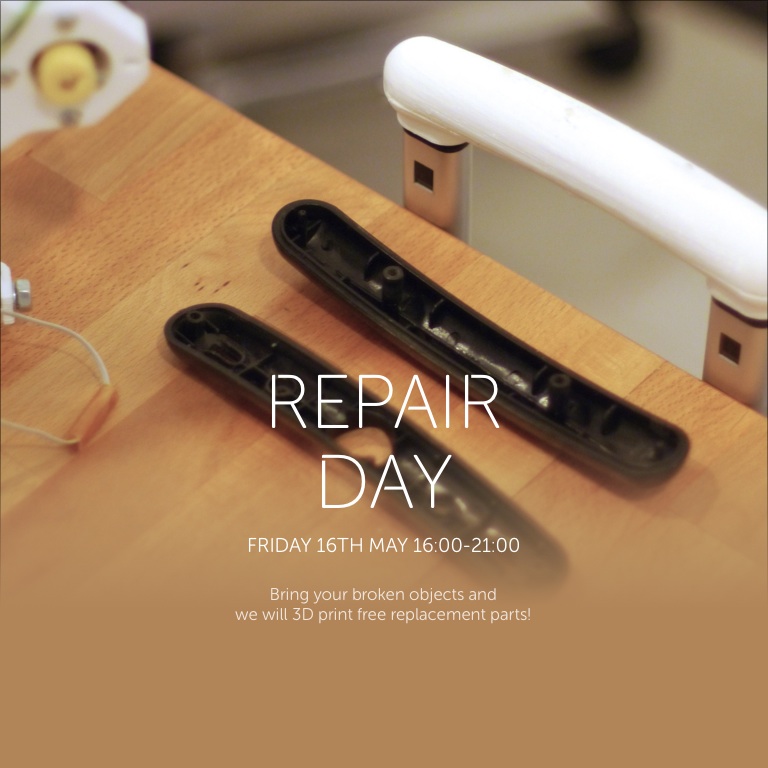 REPAIR
DAY
FRIDAY 16TH MAY 16:00-21:00
Bring your broken objects and
we will 3D print free replacement parts!